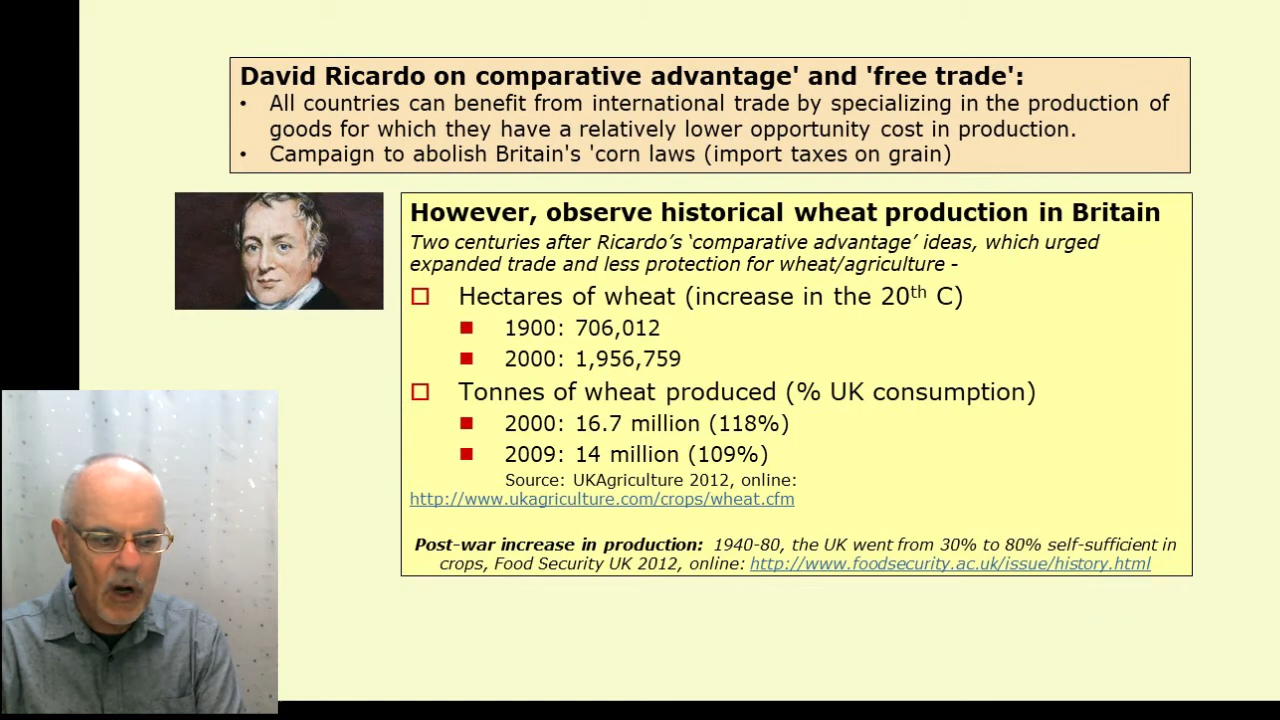 David Ricardo on comparative advantage' and 'free trade':
• All countries can benefit from international trade by specializing in the production of
goods for which they have a relatively lower opportunity cost in production.
• Campaign to abolish Britain's 'corn laws (import taxes on grain)
However, observe historical wheat production in Britain
Two centuries after Ricardo's ‘comparative advantage’ ideas, which urged
expanded trade and less protection for wheat/agriculture -
Hectares of wheat (increase in the 20th C)
1900: 706,012
2000: 1,956,759
Tonnes of wheat produced (% UK consumption)
2000: 16.7 million (118%)
2009: 14 million (109%)
Source: UKAgriculture 2012, online:
http://www.ukagriculture.com/crops/wheat.cfm
Post-war increase in production: 1940-80, the UK went from 30% to 80% self-sufficient in
crops, Food Security UK 2012, online: http://www.foodsecurity.ac.uk/issue/history.html